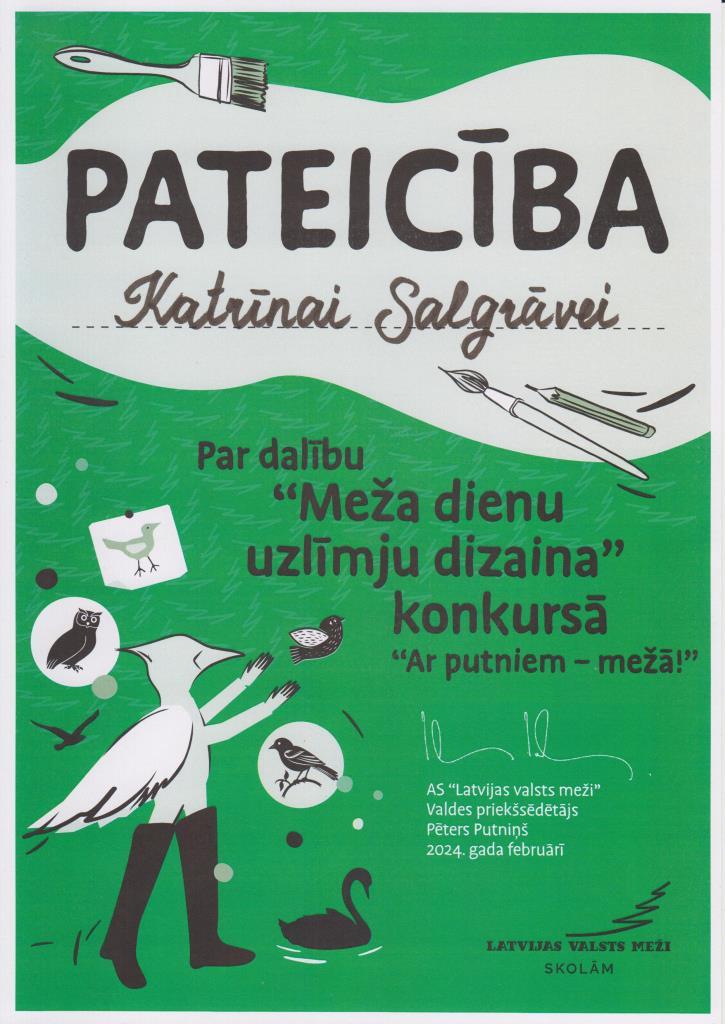 PATEICĪBA
Katrīnai Salgrāvei
Par dalību
“Meža dienu
uzlīmju dizaina”
konkursā
“Ar putniem – mežā!”
AS “Latvijas valsts meži”
Valdes priekšsēdētājs
Pēters Putniņš
2024. gada februārī
LATVIJAS VALSTS MEŽI
SKOLĀM